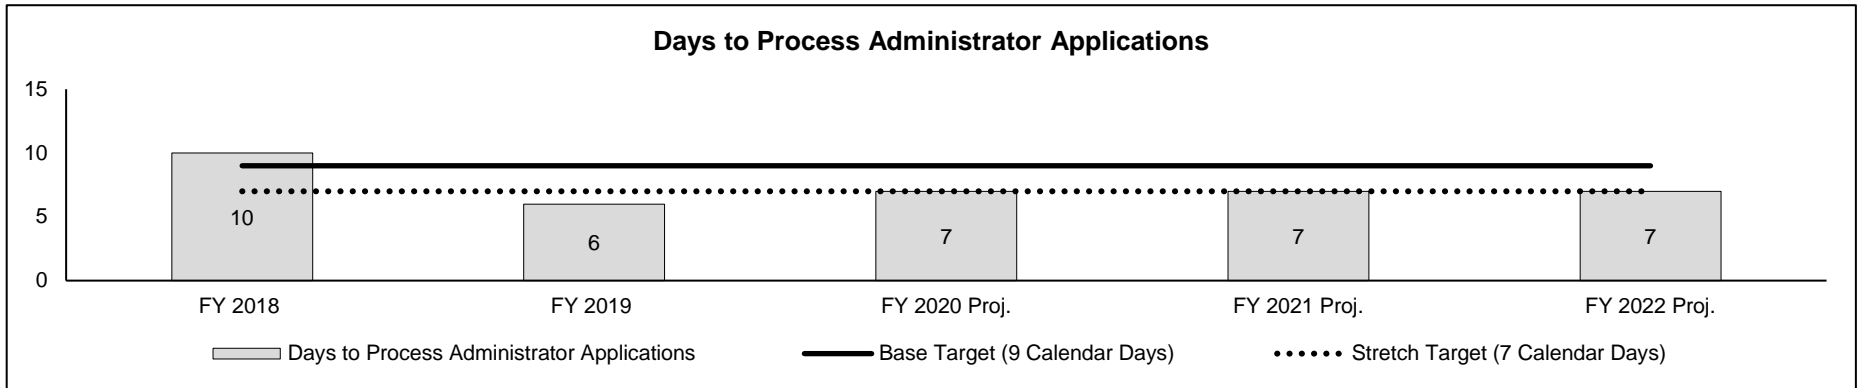 Days to Process Administrator Applications
15
10
5
0
10
6
7
7
7
FY 2018
FY 2019
FY 2020 Proj.
FY 2021 Proj.
FY 2022 Proj.
Days to Process Administrator Applications
Base Target (9 Calendar Days)
Stretch Target (7 Calendar Days)